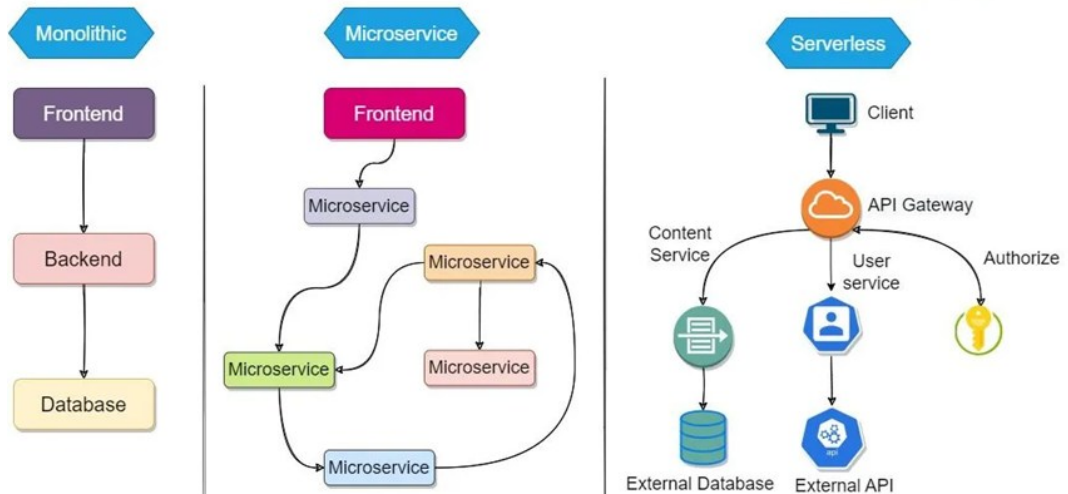 Monolithic
Frontend
Backend
Database
Microservice
Frontend
Microservice
Microservice
Microservice
Microservice
Microservice
Serverless
Client
API Gateway
Content
Service
User
service
Authorize
api
External Database
External API